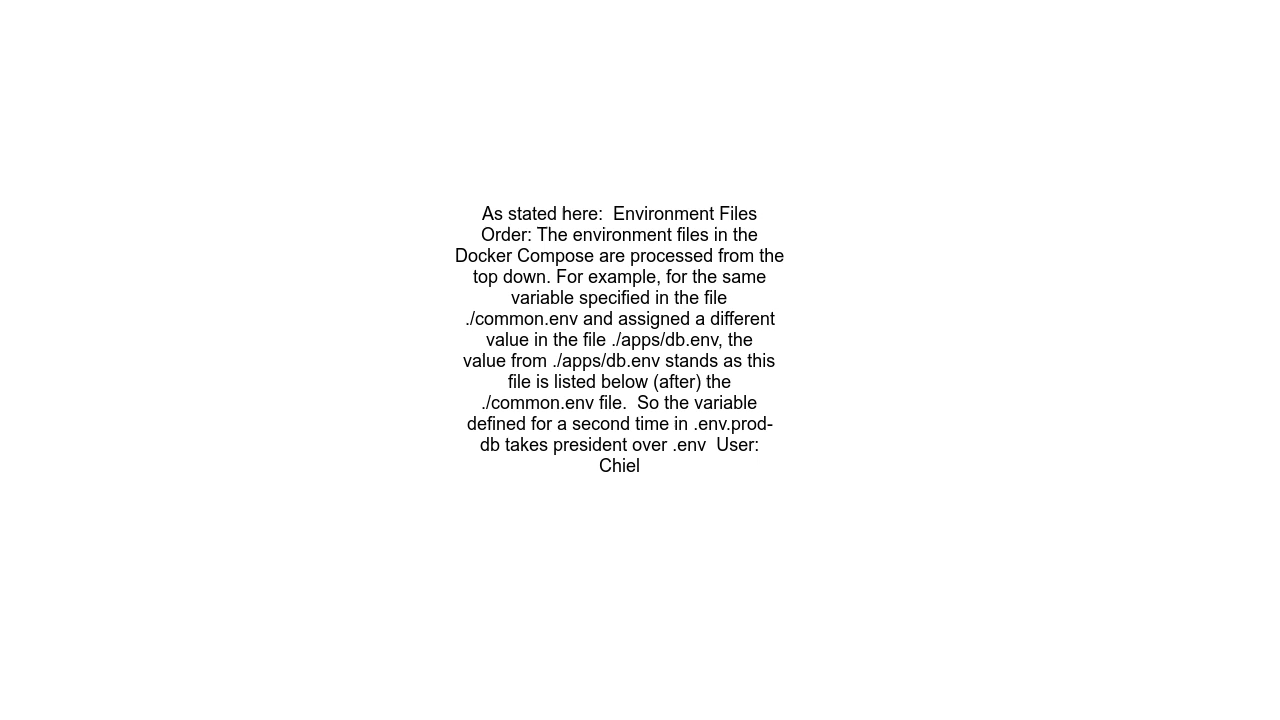 As stated here:  Environment Files
Order: The environment files in the
Docker Compose are processed from the
top down. For example, for the same
variable specified in the file
./common.env and assigned a different
value in the file ./apps/db.env, the
value from ./apps/db.env stands as this
file is listed below (after) the
./common.env file.  So the variable
defined for a second time in .env.prod-
db takes president over .env  User:
Chiel